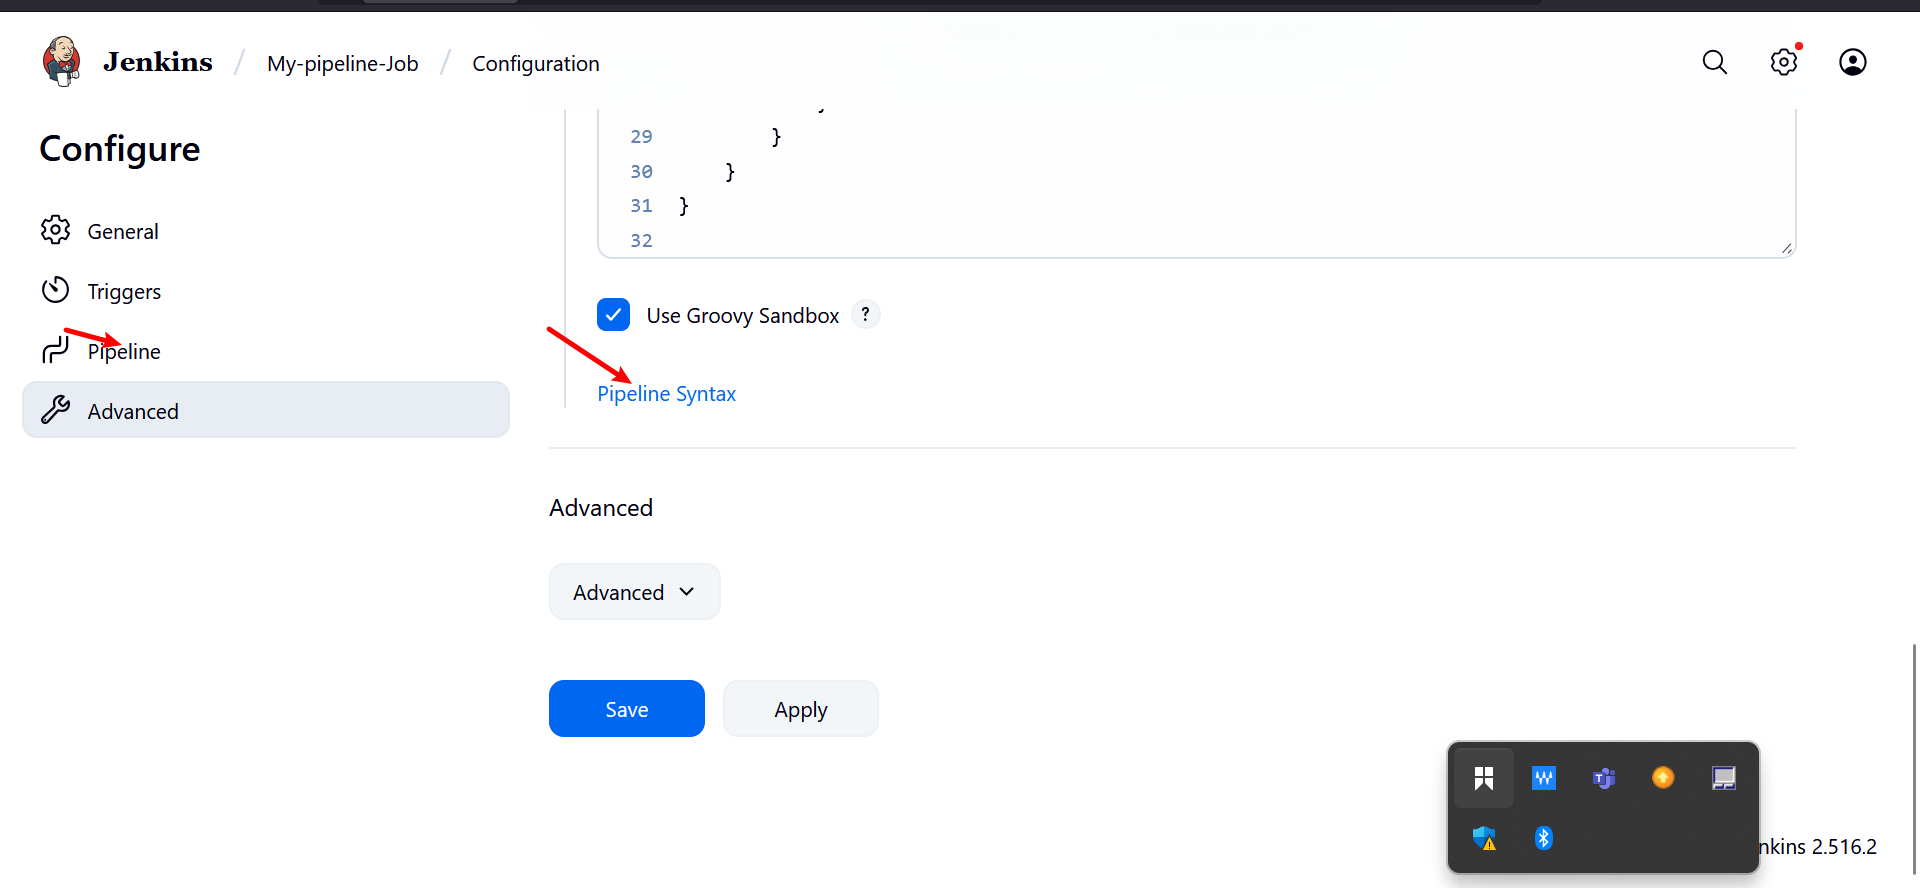 Jenkins / My-pipeline-Job / Configuration
Configure
General
Triggers
Pipeline
Advanced
29 }
30 }
31 }
32
Use Groovy Sandbox ?
Pipeline Syntax
Advanced
Advanced
Save Apply
nkins 2.516.2